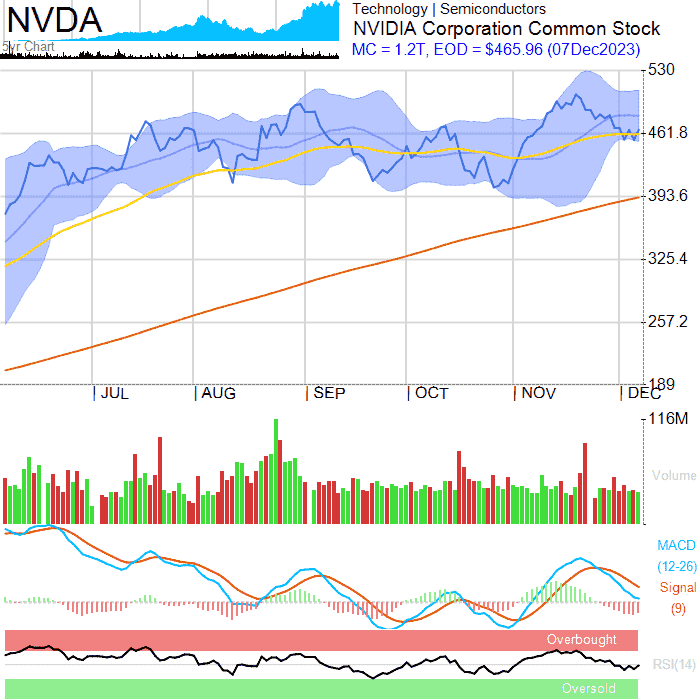 NVDA
5yr Chart
Technology | Semiconductors
NVIDIA Corporation Common Stock
MC = 1.2T, EOD = $465.96 (07Dec2023)
530
461.8
393.6
325.4
257.2
189
JUL AUG SEP OCT NOV DEC
116M
Volume
MACD
(12-26)
Signal
(9)
Overbought
RSI(14)
Oversold